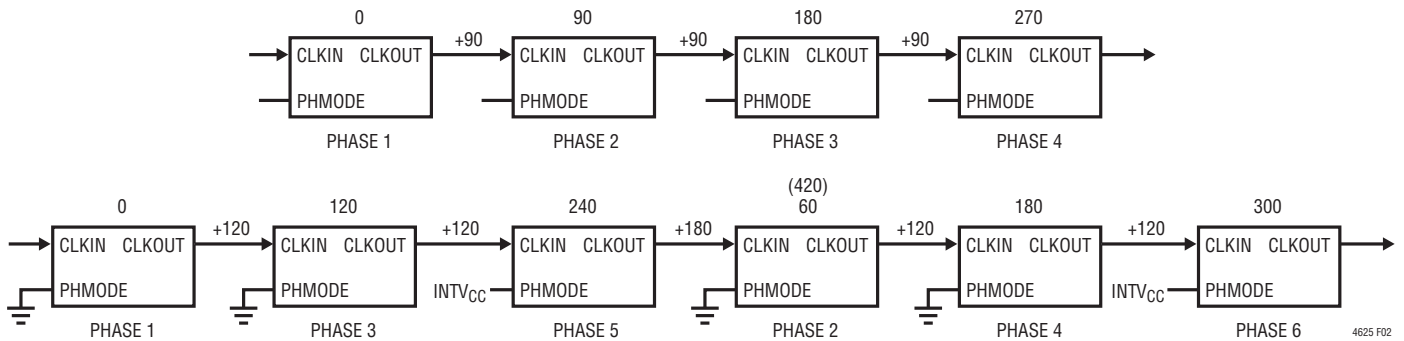 0 90 180 270
+90 +90 +90
CLKIN CLKOUT CLKIN CLKOUT CLKIN CLKOUT CLKIN CLKOUT
PHMODE PHMODE PHMODE PHMODE
PHASE 1 PHASE 2 PHASE 3 PHASE 4
(420)
0 120 240 60 180 300
+120 +120 +180 +120 +120
CLKIN CLKOUT CLKIN CLKOUT CLKIN CLKOUT CLKIN CLKOUT CLKIN CLKOUT CLKIN CLKOUT
PHMODE PHMODE INTVCC PHMODE PHMODE PHMODE INTVCC PHMODE
PHASE 1 PHASE 3 PHASE 5 PHASE 2 PHASE 4 PHASE 6
4625 F02